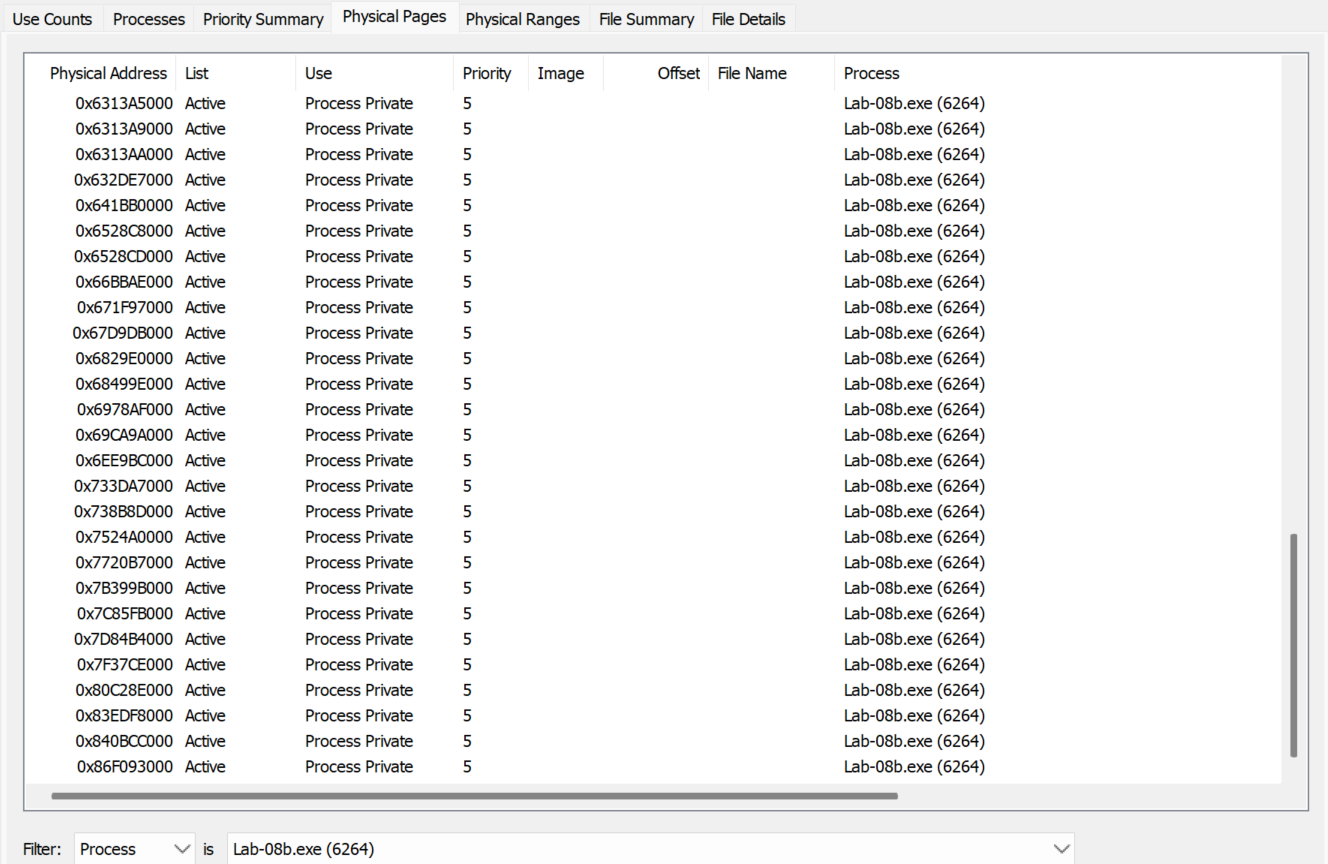 Use Counts Processes Priority Summary Physical Pages Physical Ranges File Summary File Details
Physical Address List Use Priority Image Offset File Name Process
0x6313A5000 Active Process Private 5 Lab-08b.exe (6264)
0x6313A9000 Active Process Private 5 Lab-08b.exe (6264)
0x6313AA000 Active Process Private 5 Lab-08b.exe (6264)
0x632DE7000 Active Process Private 5 Lab-08b.exe (6264)
0x641BB0000 Active Process Private 5 Lab-08b.exe (6264)
0x6528C8000 Active Process Private 5 Lab-08b.exe (6264)
0x6528CD000 Active Process Private 5 Lab-08b.exe (6264)
0x66BBAE000 Active Process Private 5 Lab-08b.exe (6264)
0x671F97000 Active Process Private 5 Lab-08b.exe (6264)
0x67D9DB000 Active Process Private 5 Lab-08b.exe (6264)
0x6829E0000 Active Process Private 5 Lab-08b.exe (6264)
0x68499E000 Active Process Private 5 Lab-08b.exe (6264)
0x6978AF000 Active Process Private 5 Lab-08b.exe (6264)
0x69CA9A000 Active Process Private 5 Lab-08b.exe (6264)
0x6EE9BC000 Active Process Private 5 Lab-08b.exe (6264)
0x733DA7000 Active Process Private 5 Lab-08b.exe (6264)
0x738B8D000 Active Process Private 5 Lab-08b.exe (6264)
0x7524A0000 Active Process Private 5 Lab-08b.exe (6264)
0x7720B7000 Active Process Private 5 Lab-08b.exe (6264)
0x7B399B000 Active Process Private 5 Lab-08b.exe (6264)
0x7C85FB000 Active Process Private 5 Lab-08b.exe (6264)
0x7D84B4000 Active Process Private 5 Lab-08b.exe (6264)
0x7F37CE000 Active Process Private 5 Lab-08b.exe (6264)
0x80C28E000 Active Process Private 5 Lab-08b.exe (6264)
0x83EDF8000 Active Process Private 5 Lab-08b.exe (6264)
0x840BCC000 Active Process Private 5 Lab-08b.exe (6264)
0x86F093000 Active Process Private 5 Lab-08b.exe (6264)
Filter: Process is Lab-08b.exe (6264)